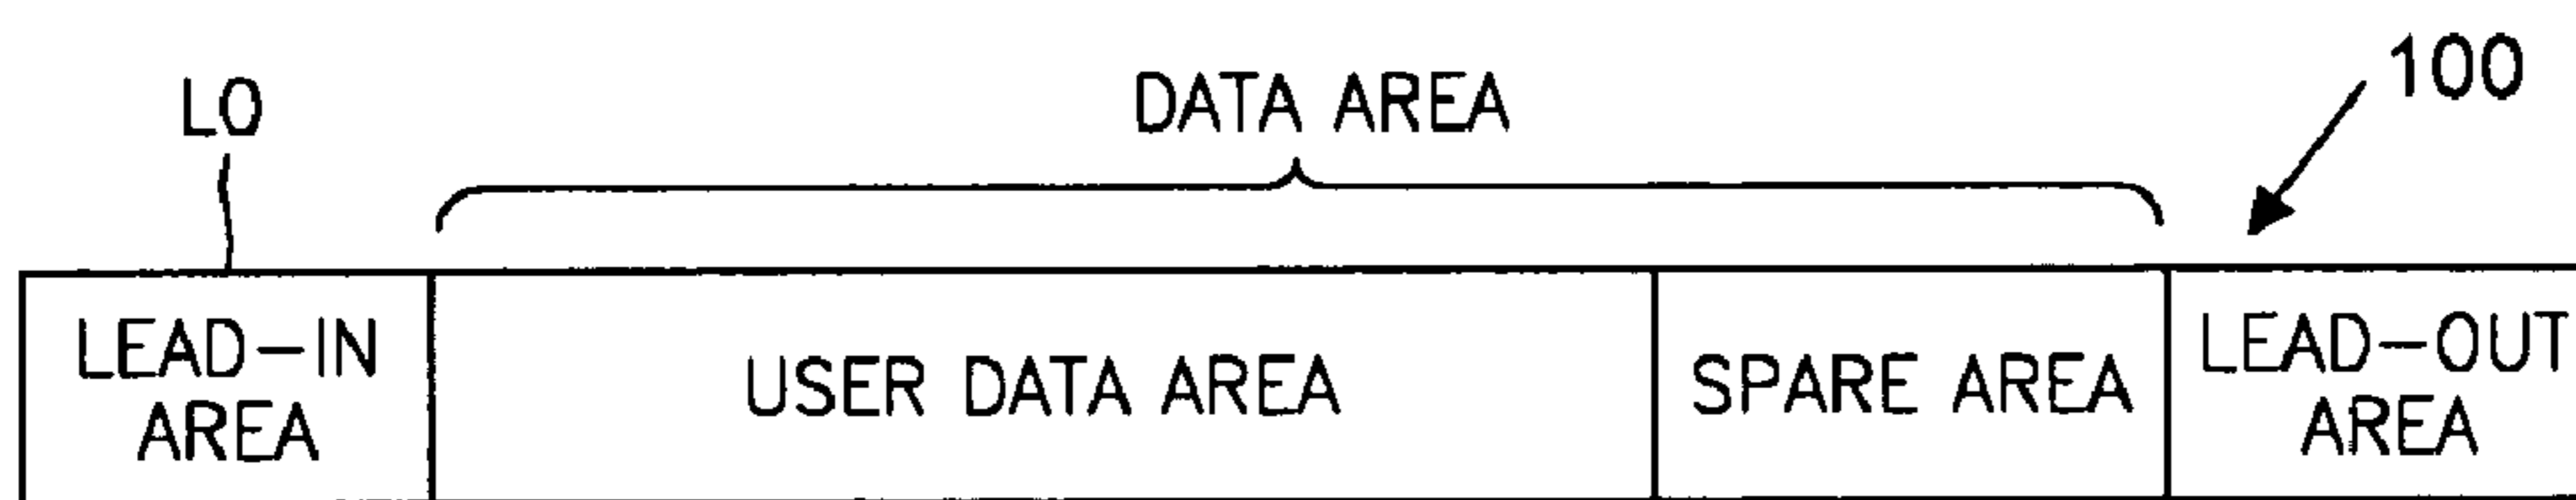 LO
DATA AREA
100
LEAD-IN
AREA
USER DATA AREA
SPARE AREA
LEAD-OUT
AREA